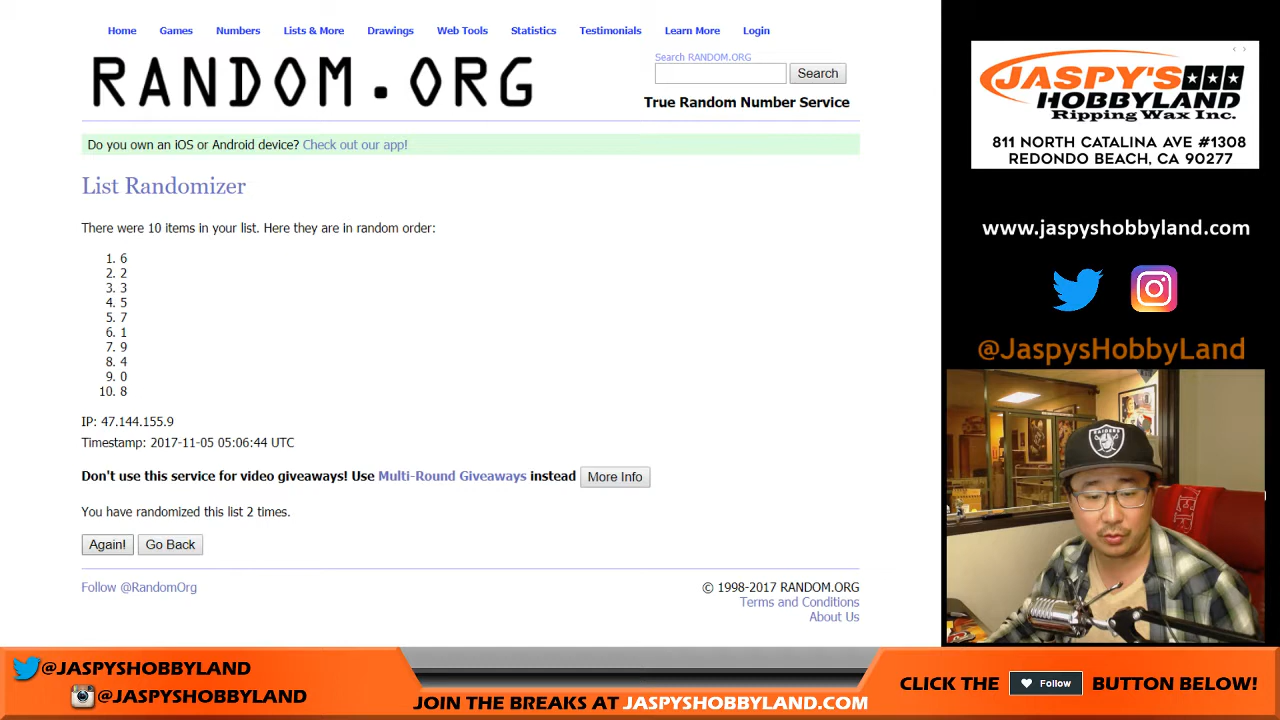 Home Games Numbers Lists & More Drawings Web Tools Statistics Testimonials Learn More Login
RANDOM.ORG
Search RANDOM.ORG
Search
True Random Number Service
Do you own an iOS or Android device? Check out our app!
List Randomizer
There were 10 items in your list. Here they are in random order:
1. 6
2. 2
3. 3
4. 5
5. 7
6. 1
7. 9
8. 4
9. 0
10. 8
IP: 47.144.155.9
Timestamp: 2017-11-05 05:06:44 UTC
Don't use this service for video giveaways! Use Multi-Round Giveaways instead More Info
You have randomized this list 2 times.
Again! Go Back
Follow @RandomOrg
© 1998-2017 RANDOM.ORG
Terms and Conditions
About Us
JASPY'S
HOBBYLAND
Ripping Wax Inc.
811 NORTH CATALINA AVE #1308
REDONDO BEACH, CA 90277
www.jaspyshobbyland.com
@JaspysHobbyLand
RAIDERS
@JASPYSHOBBYLAND
@JASPYSHOBBYLAND
JOIN THE BREAKS AT JASPYSHOBBYLAND.COM
CLICK THE Follow BUTTON BELOW!